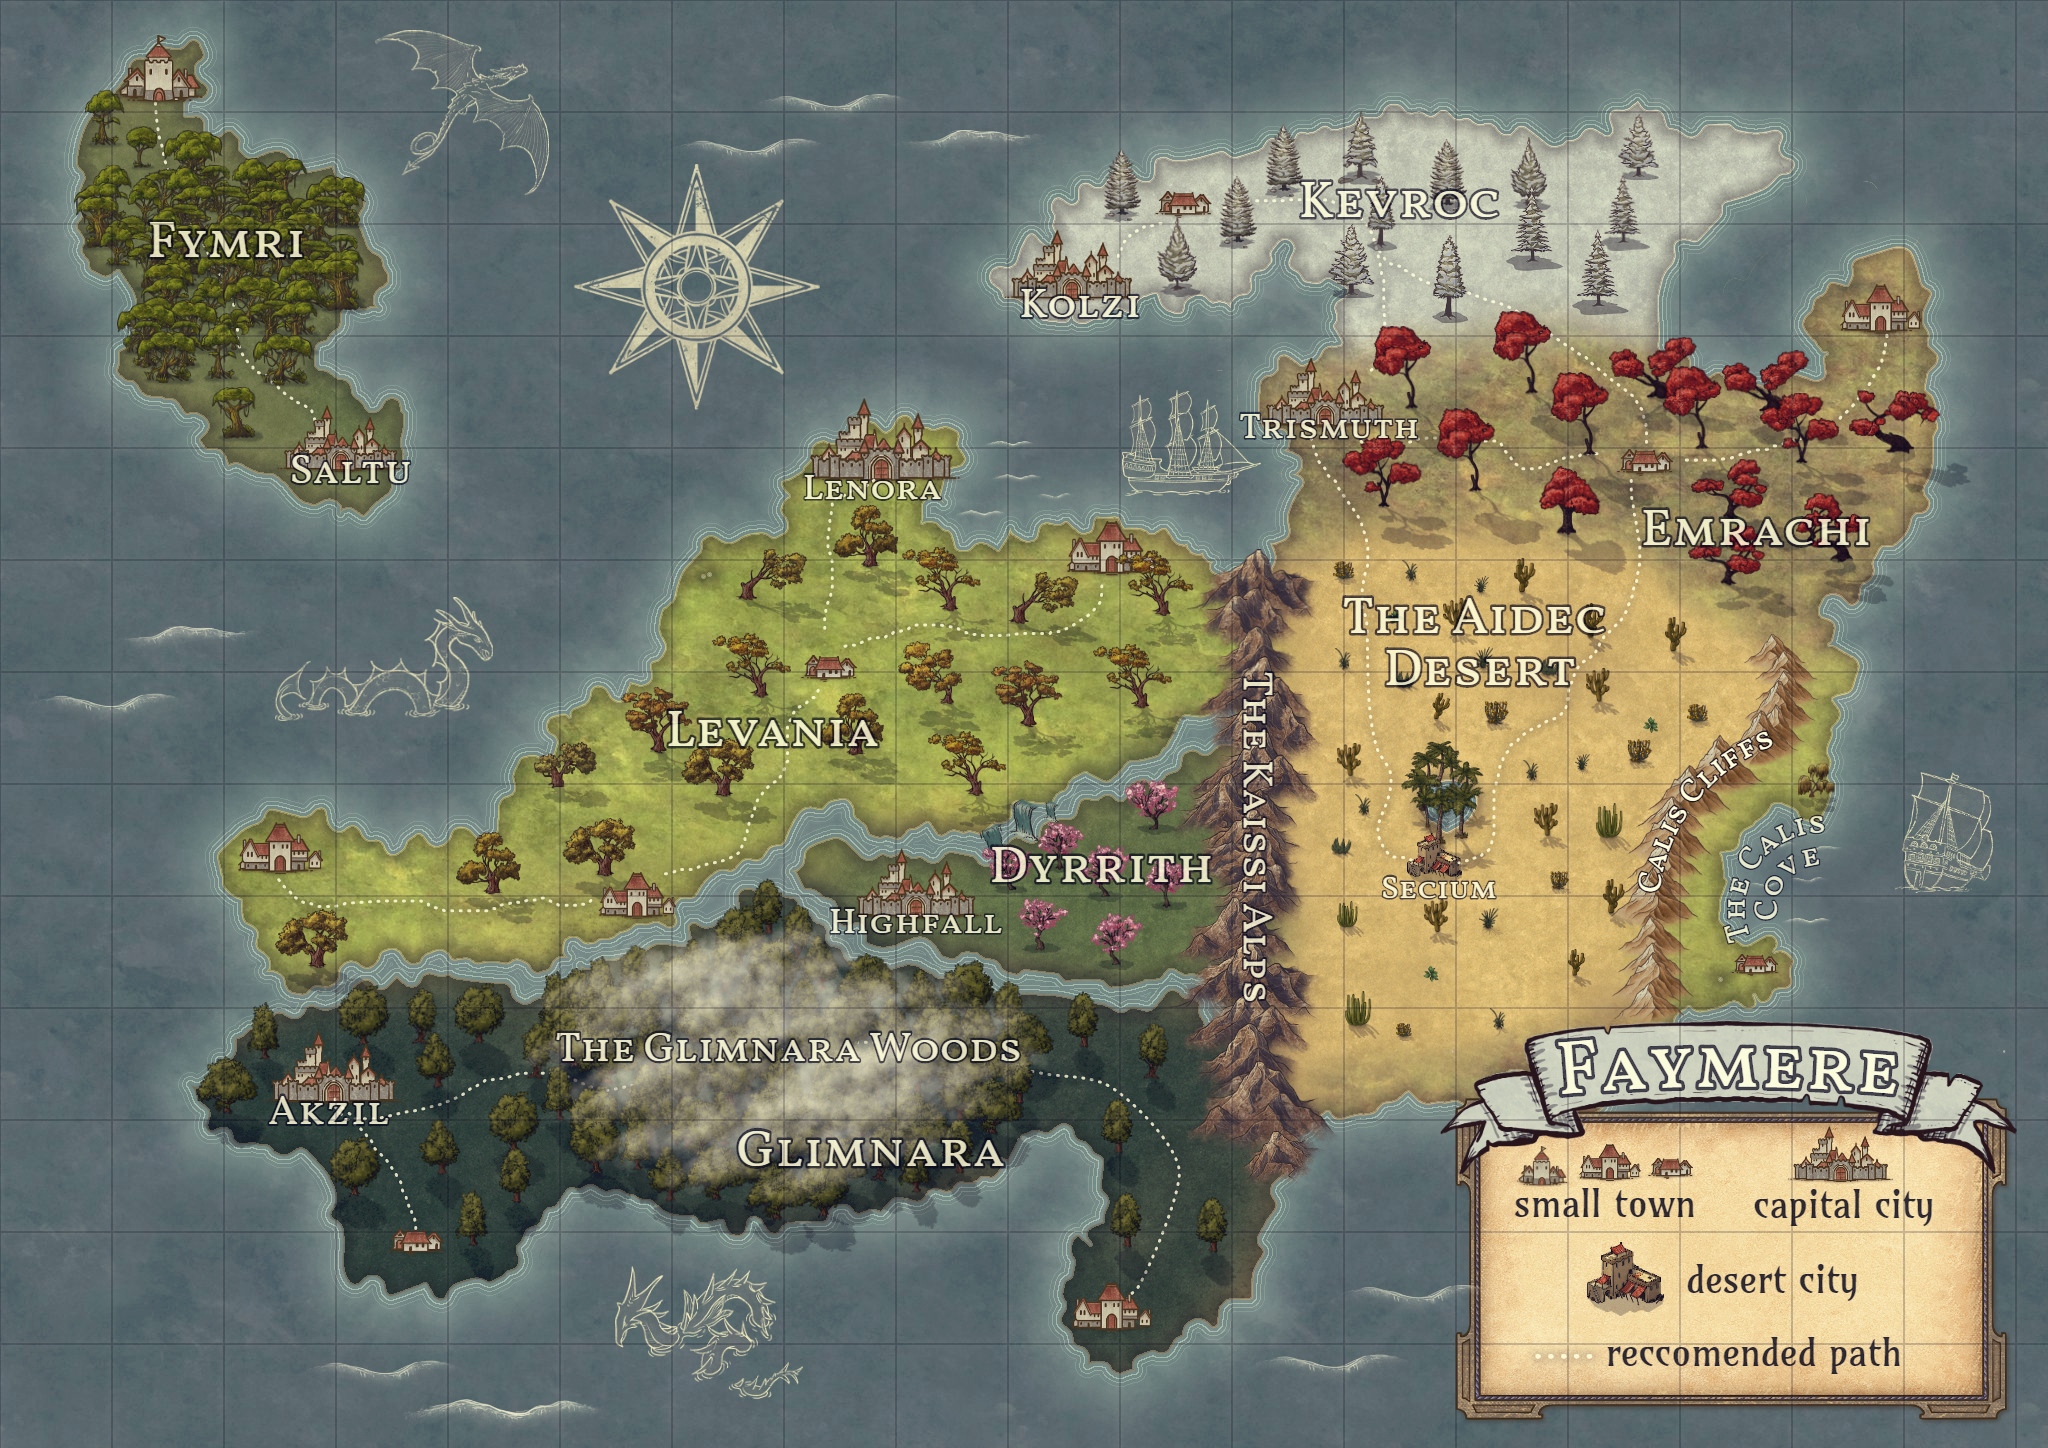 Fymri
Saltu
Kevroc
Kolzi
Trismuth
Lenora
Emrachi
The Aidec
Desert
Levania
The Kaissi Alps
Calis Cliffs
The Calis
Cove
Dyrrith
Highfall
Secium
The Glimnara Woods
Akzil
Glimnara
Faymere
small town
capital city
desert city
reccomended path